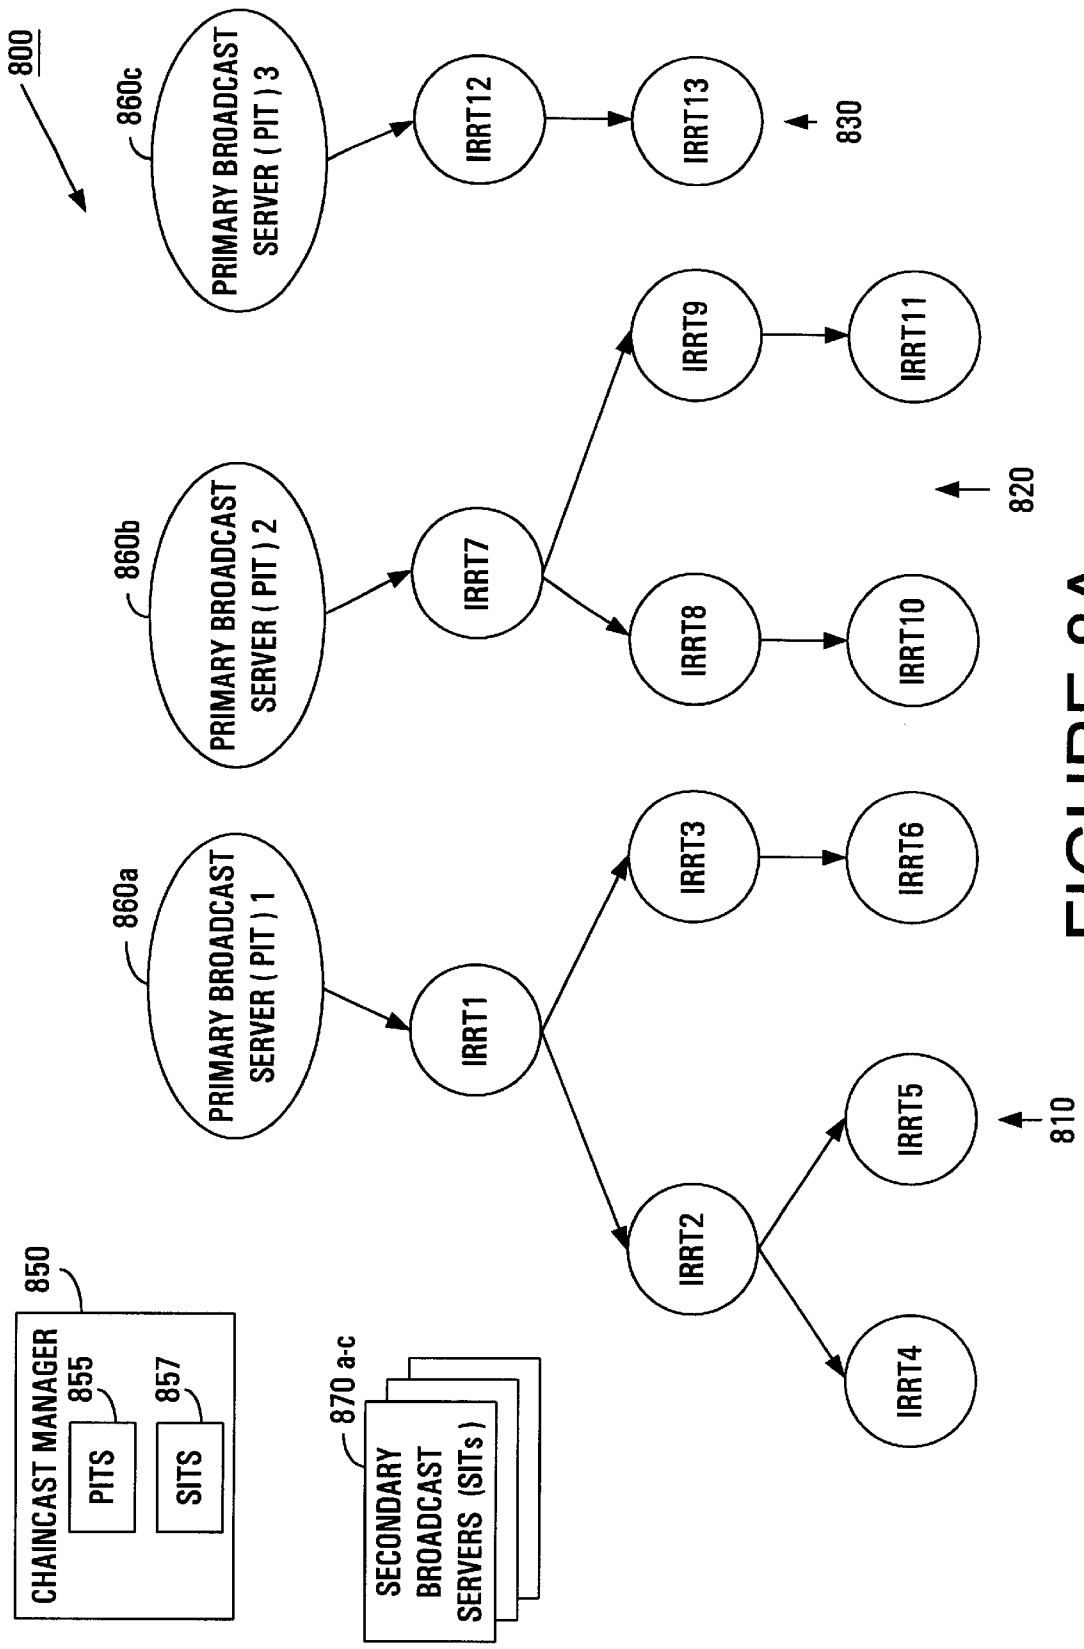 800
CHAINCAST MANAGER
850
PITS
855
SITS
857
SECONDARY
BROADCAST
SERVERS (SITs)
870 a-c
PRIMARY BROADCAST
SERVER ( PIT ) 1
860a
PRIMARY BROADCAST
SERVER ( PIT ) 2
860b
PRIMARY BROADCAST
SERVER ( PIT ) 3
860c
IRRT1
IRRT7
IRRT12
IRRT2
IRRT3
IRRT8
IRRT9
IRRT13
IRRT4
IRRT5
IRRT6
IRRT10
IRRT11
810
820
830
FIGURE 8A